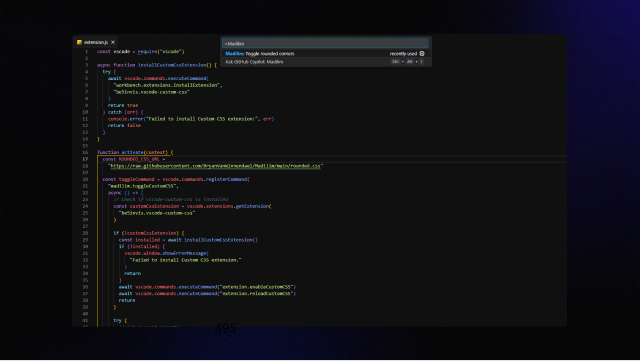 extension.js
>Madlilm
Madlilm: Toggle rounded corners recently used
Ask GitHub Copilot: Madlilm Ctrl + Alt + I
1 const vscode = require("vscode")
2
3 async function installCustomCssExtension() {
4 try {
5 await vscode.commands.executeCommand(
6 "workbench.extensions.installExtension",
7 "be5invis.vscode-custom-css"
8 )
9 return true
10 } catch (err) {
11 console.error("Failed to install Custom CSS extension:", err)
12 return false
13 }
14 }
15
16 function activate(context) {
17 const ROUNDED_CSS_URL =
18 "https://raw.githubusercontent.com/BryanVanWinnendael/Madlilm/main/rounded.css"
19
20 const toggleCommand = vscode.commands.registerCommand(
21 "madlilm.toggleCustomCSS",
22 async () => {
23 // Check if vscode-custom-css is installed
24 const customCssExtension = vscode.extensions.getExtension(
25 "be5invis.vscode-custom-css"
26 )
27
28 if (!customCssExtension) {
29 const installed = await installCustomCssExtension()
30 if (!installed) {
31 vscode.window.showErrorMessage(
32 "Failed to install Custom CSS extension."
33 )
34 return
35 }
36 await vscode.commands.executeCommand("extension.enableCustomCSS")
37 await vscode.commands.executeCommand("extension.reloadCustomCSS")
38 return
39 }
40
41 try {
495